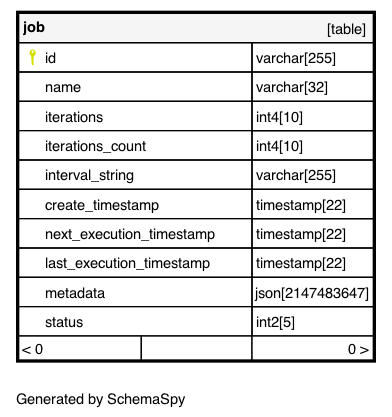 job [table]
id varchar[255]
name varchar[32]
iterations int4[10]
iterations_count int4[10]
interval_string varchar[255]
create_timestamp timestamp[22]
next_execution_timestamp timestamp[22]
last_execution_timestamp timestamp[22]
metadata json[2147483647]
status int2[5]
< 0 0 >
Generated by SchemaSpy